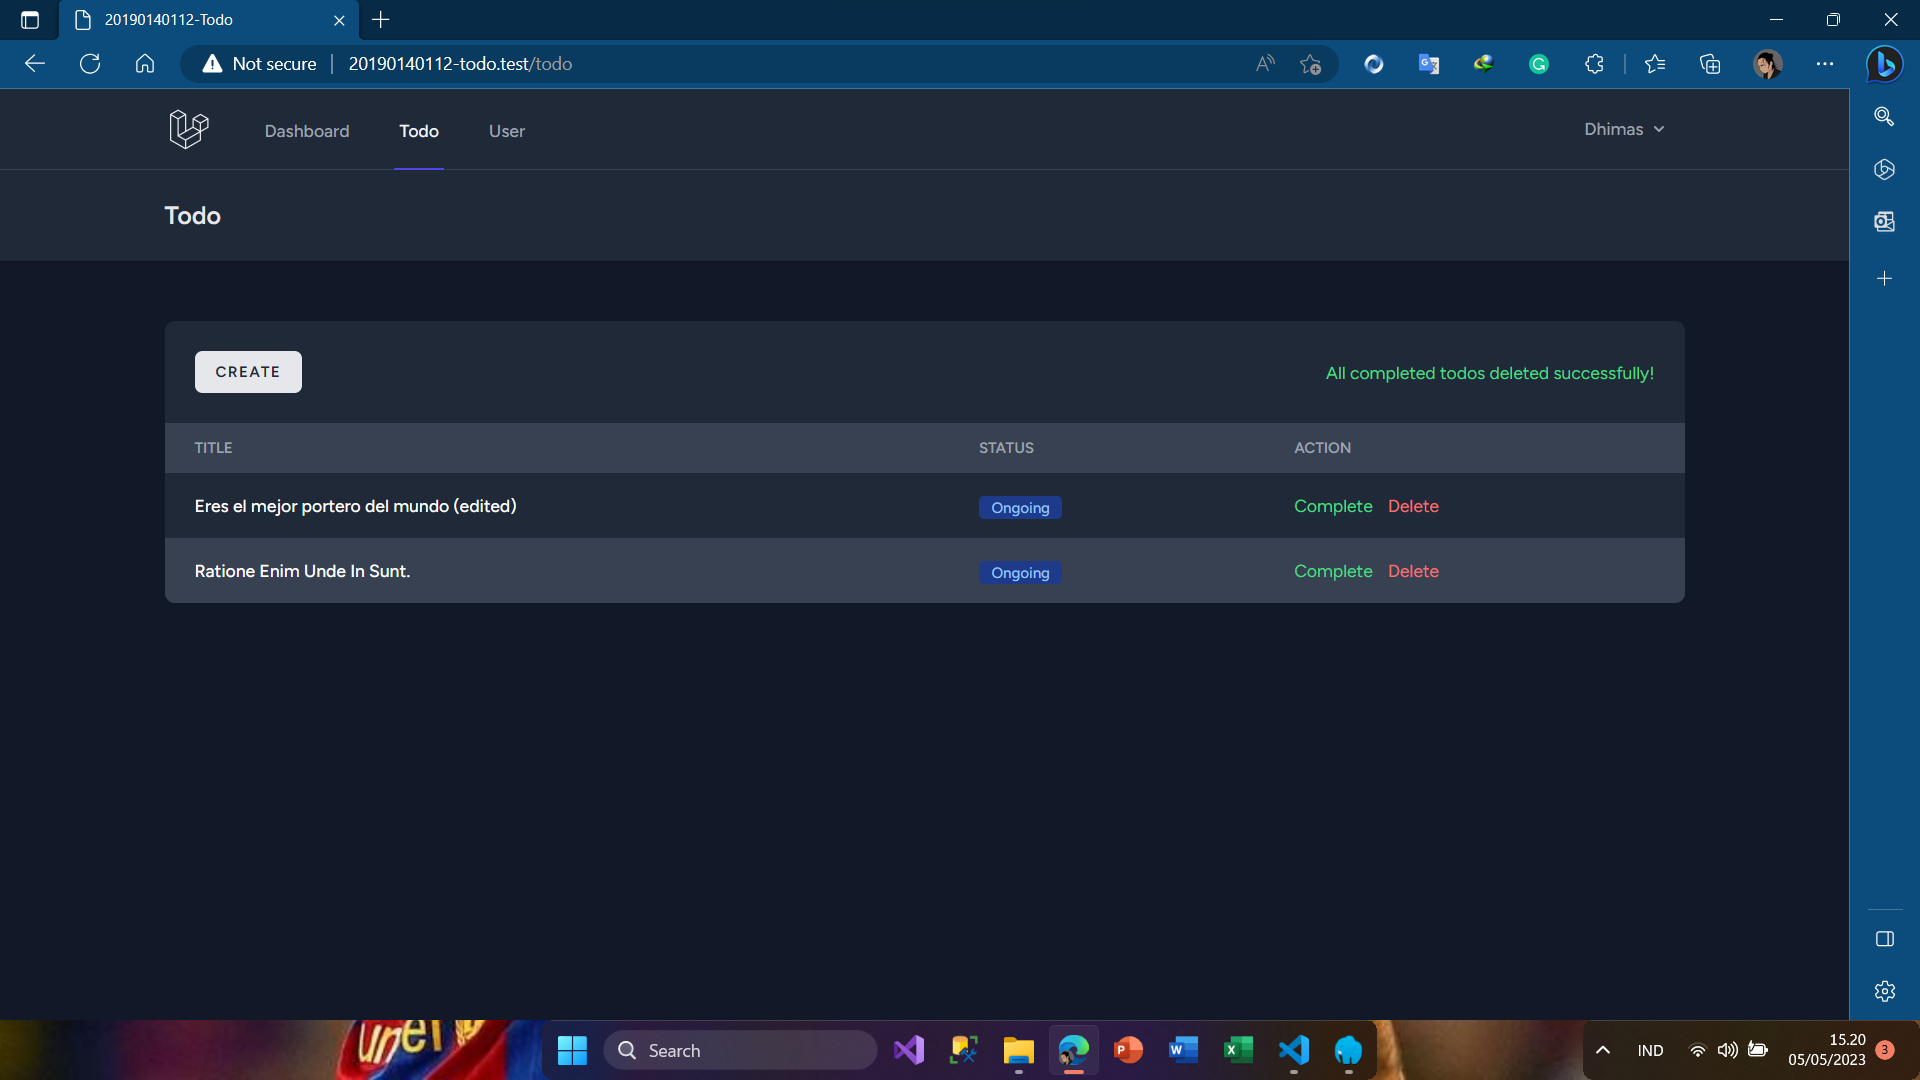 20190140112-Todo
Not secure
20190140112-todo.test/todo
Dashboard
Todo
User
Dhimas
Todo
CREATE
All completed todos deleted successfully!
TITLE
STATUS
ACTION
Eres el mejor portero del mundo (edited)
Ongoing
Complete
Delete
Ratione Enim Unde In Sunt.
Ongoing
Complete
Delete
Search
IND
15.20
05/05/2023
3